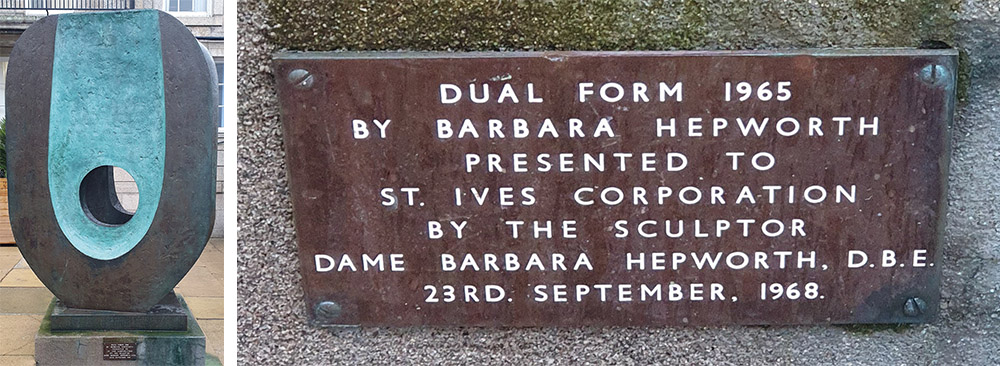 DUAL FORM 1965
BY BARBARA HEPWORTH
PRESENTED TO
ST. IVES CORPORATION
BY THE SCULPTOR
DAME BARBARA HEPWORTH, D.B.E.
23RD. SEPTEMBER, 1968.